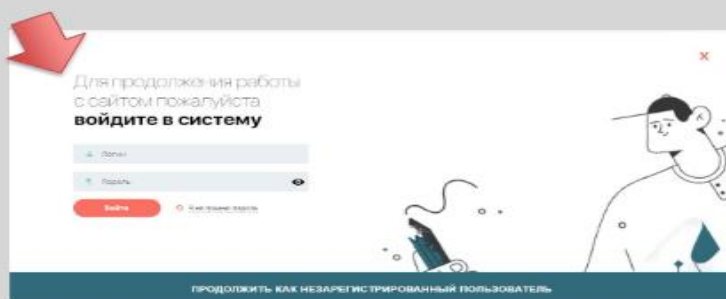 Для продолжения работы
с сайтом пожалуйста
войдите в систему
Логин
Пароль
Войти
Я не помню пароль
ПРОДОЛЖИТЬ КАК НЕЗАРЕГИСТРИРОВАННЫЙ ПОЛЬЗОВАТЕЛЬ